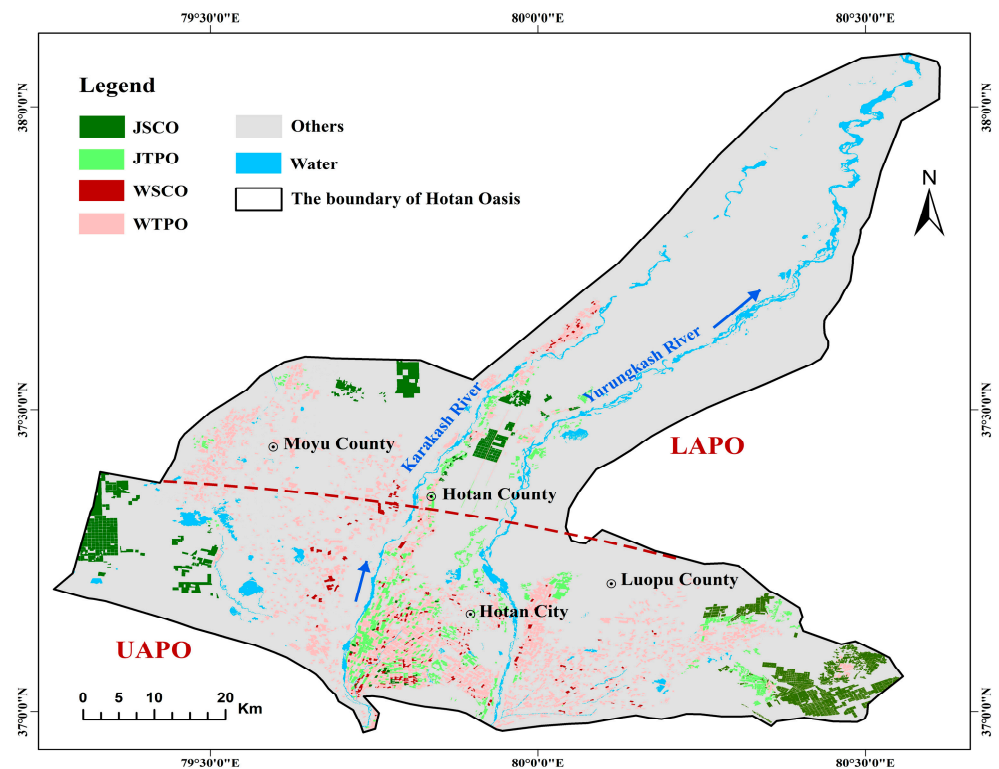 79°30'0"E
80°0'0"E
80°30'0"E
38°0'0"N
38°0'0"N
Legend
JSCO
JTPO
WSCO
WTPO
Others
Water
The boundary of Hotan Oasis
N
Karakash River
Yurungkash River
37°30'0"N
37°30'0"N
Moyu County
LAPO
Hotan County
Luopu County
Hotan City
UAPO
0 5 10 20
Km
37°0'0"N
37°0'0"N
79°30'0"E
80°0'0"E
80°30'0"E